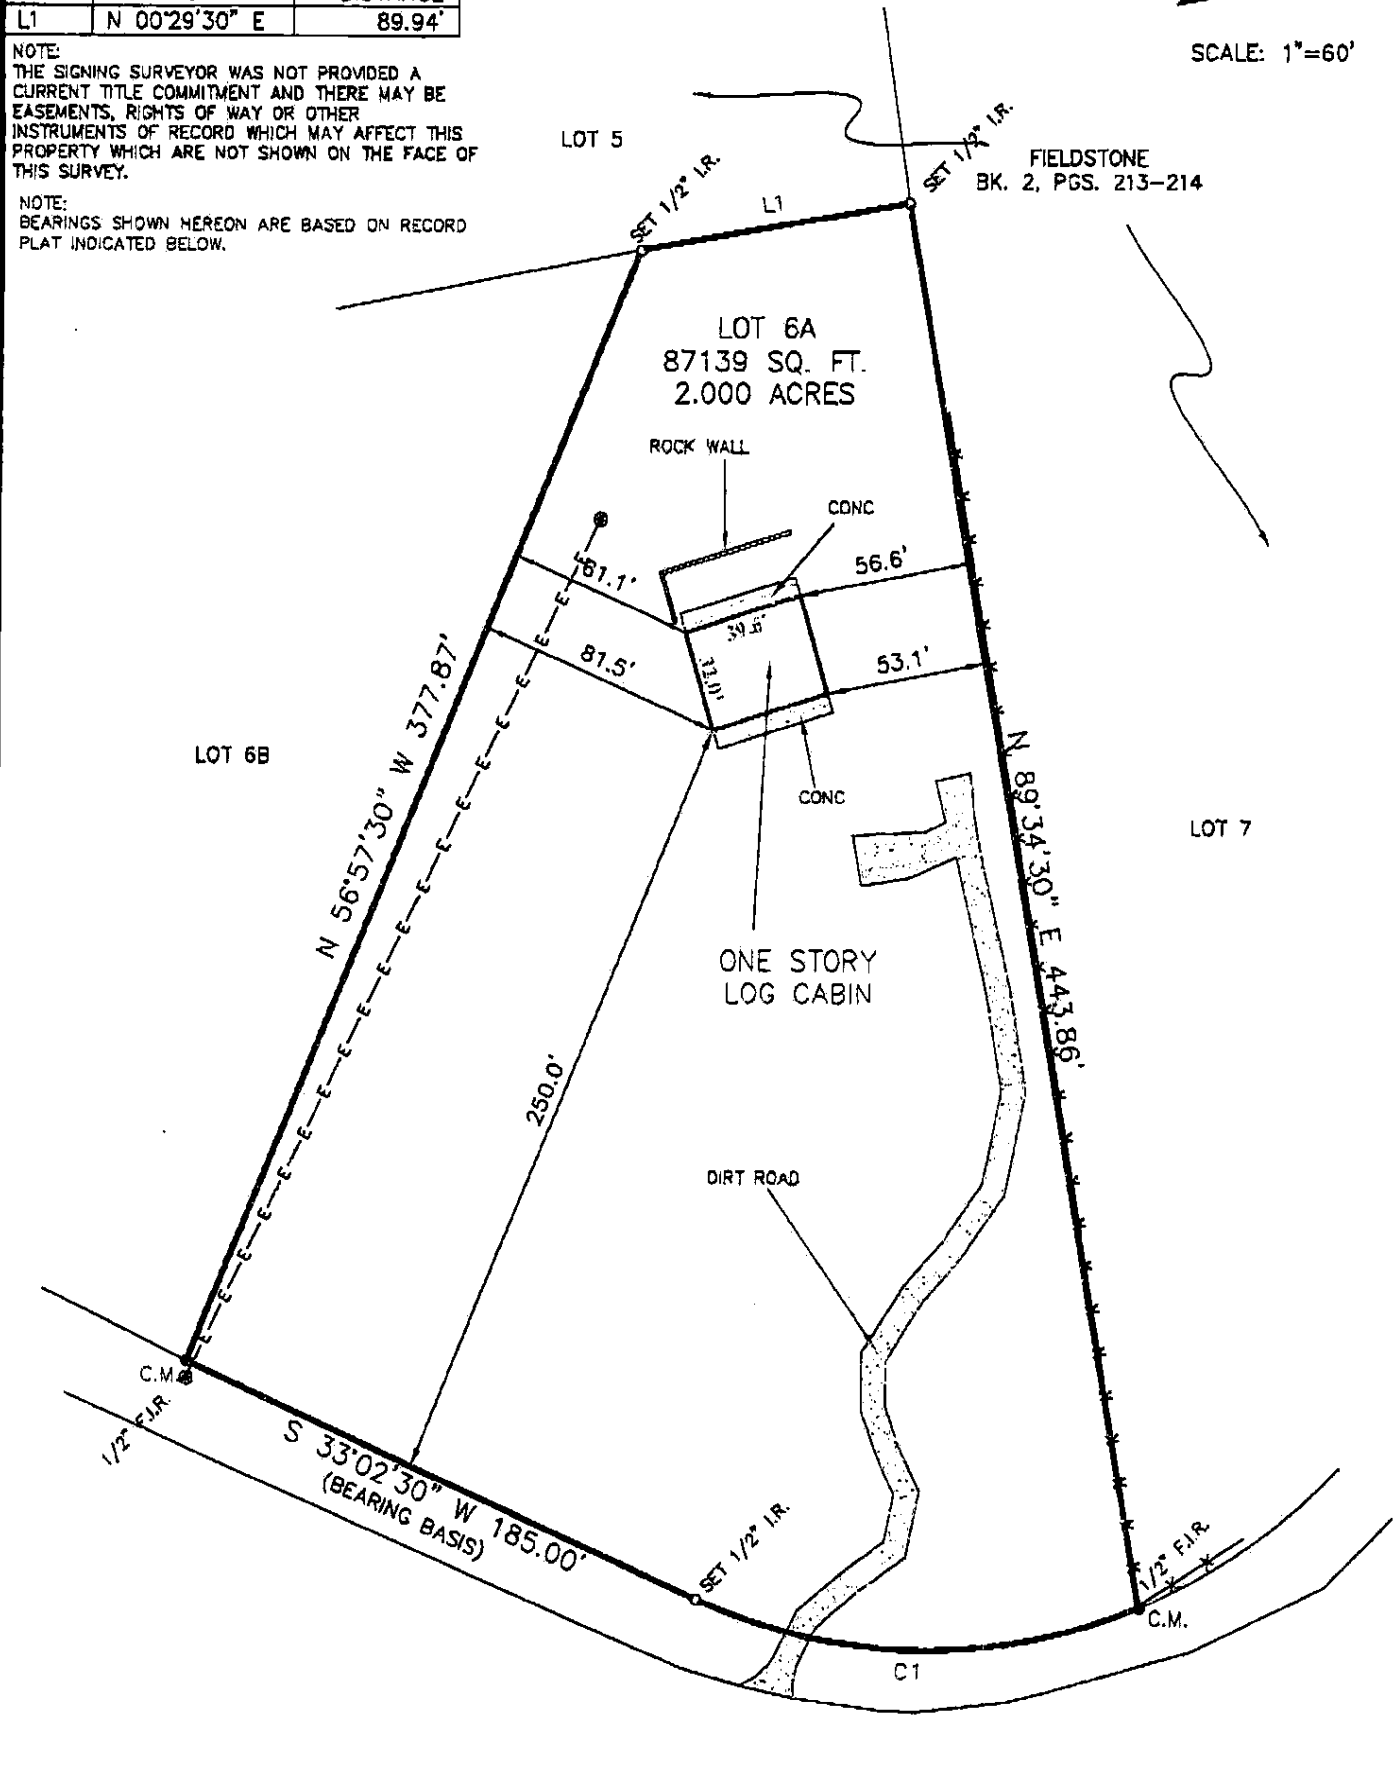 L1 N 00°29'30" E 89.94'
NOTE:
THE SIGNING SURVEYOR WAS NOT PROVIDED A
CURRENT TITLE COMMITMENT AND THERE MAY BE
EASEMENTS, RIGHTS OF WAY OR OTHER
INSTRUMENTS OF RECORD WHICH MAY AFFECT THIS
PROPERTY WHICH ARE NOT SHOWN ON THE FACE OF
THIS SURVEY.
NOTE:
BEARINGS SHOWN HEREON ARE BASED ON RECORD
PLAT INDICATED BELOW.
SCALE: 1"=60'
LOT 5
SET 1/2" I.R.
L1
SET 1/2" I.R.
FIELDSTONE
BK. 2, PGS. 213-214
LOT 6A
87139 SQ. FT.
2.000 ACRES
ROCK WALL
CONC
56.6'
39.6'
81.5'
53.1'
N 56°57'30" W 377.87'
LOT 6B
CONC
N 89°34'30" E 443.86'
LOT 7
ONE STORY
LOG CABIN
250.0'
DIRT ROAD
E E E E E E E E E E E E E E E E E E E E
C.M.
1/2" F.I.R.
S 33°02'30" W 185.00'
(BEARING BASIS)
SET 1/2" I.R.
1/2" F.I.R.
C.M.
C1